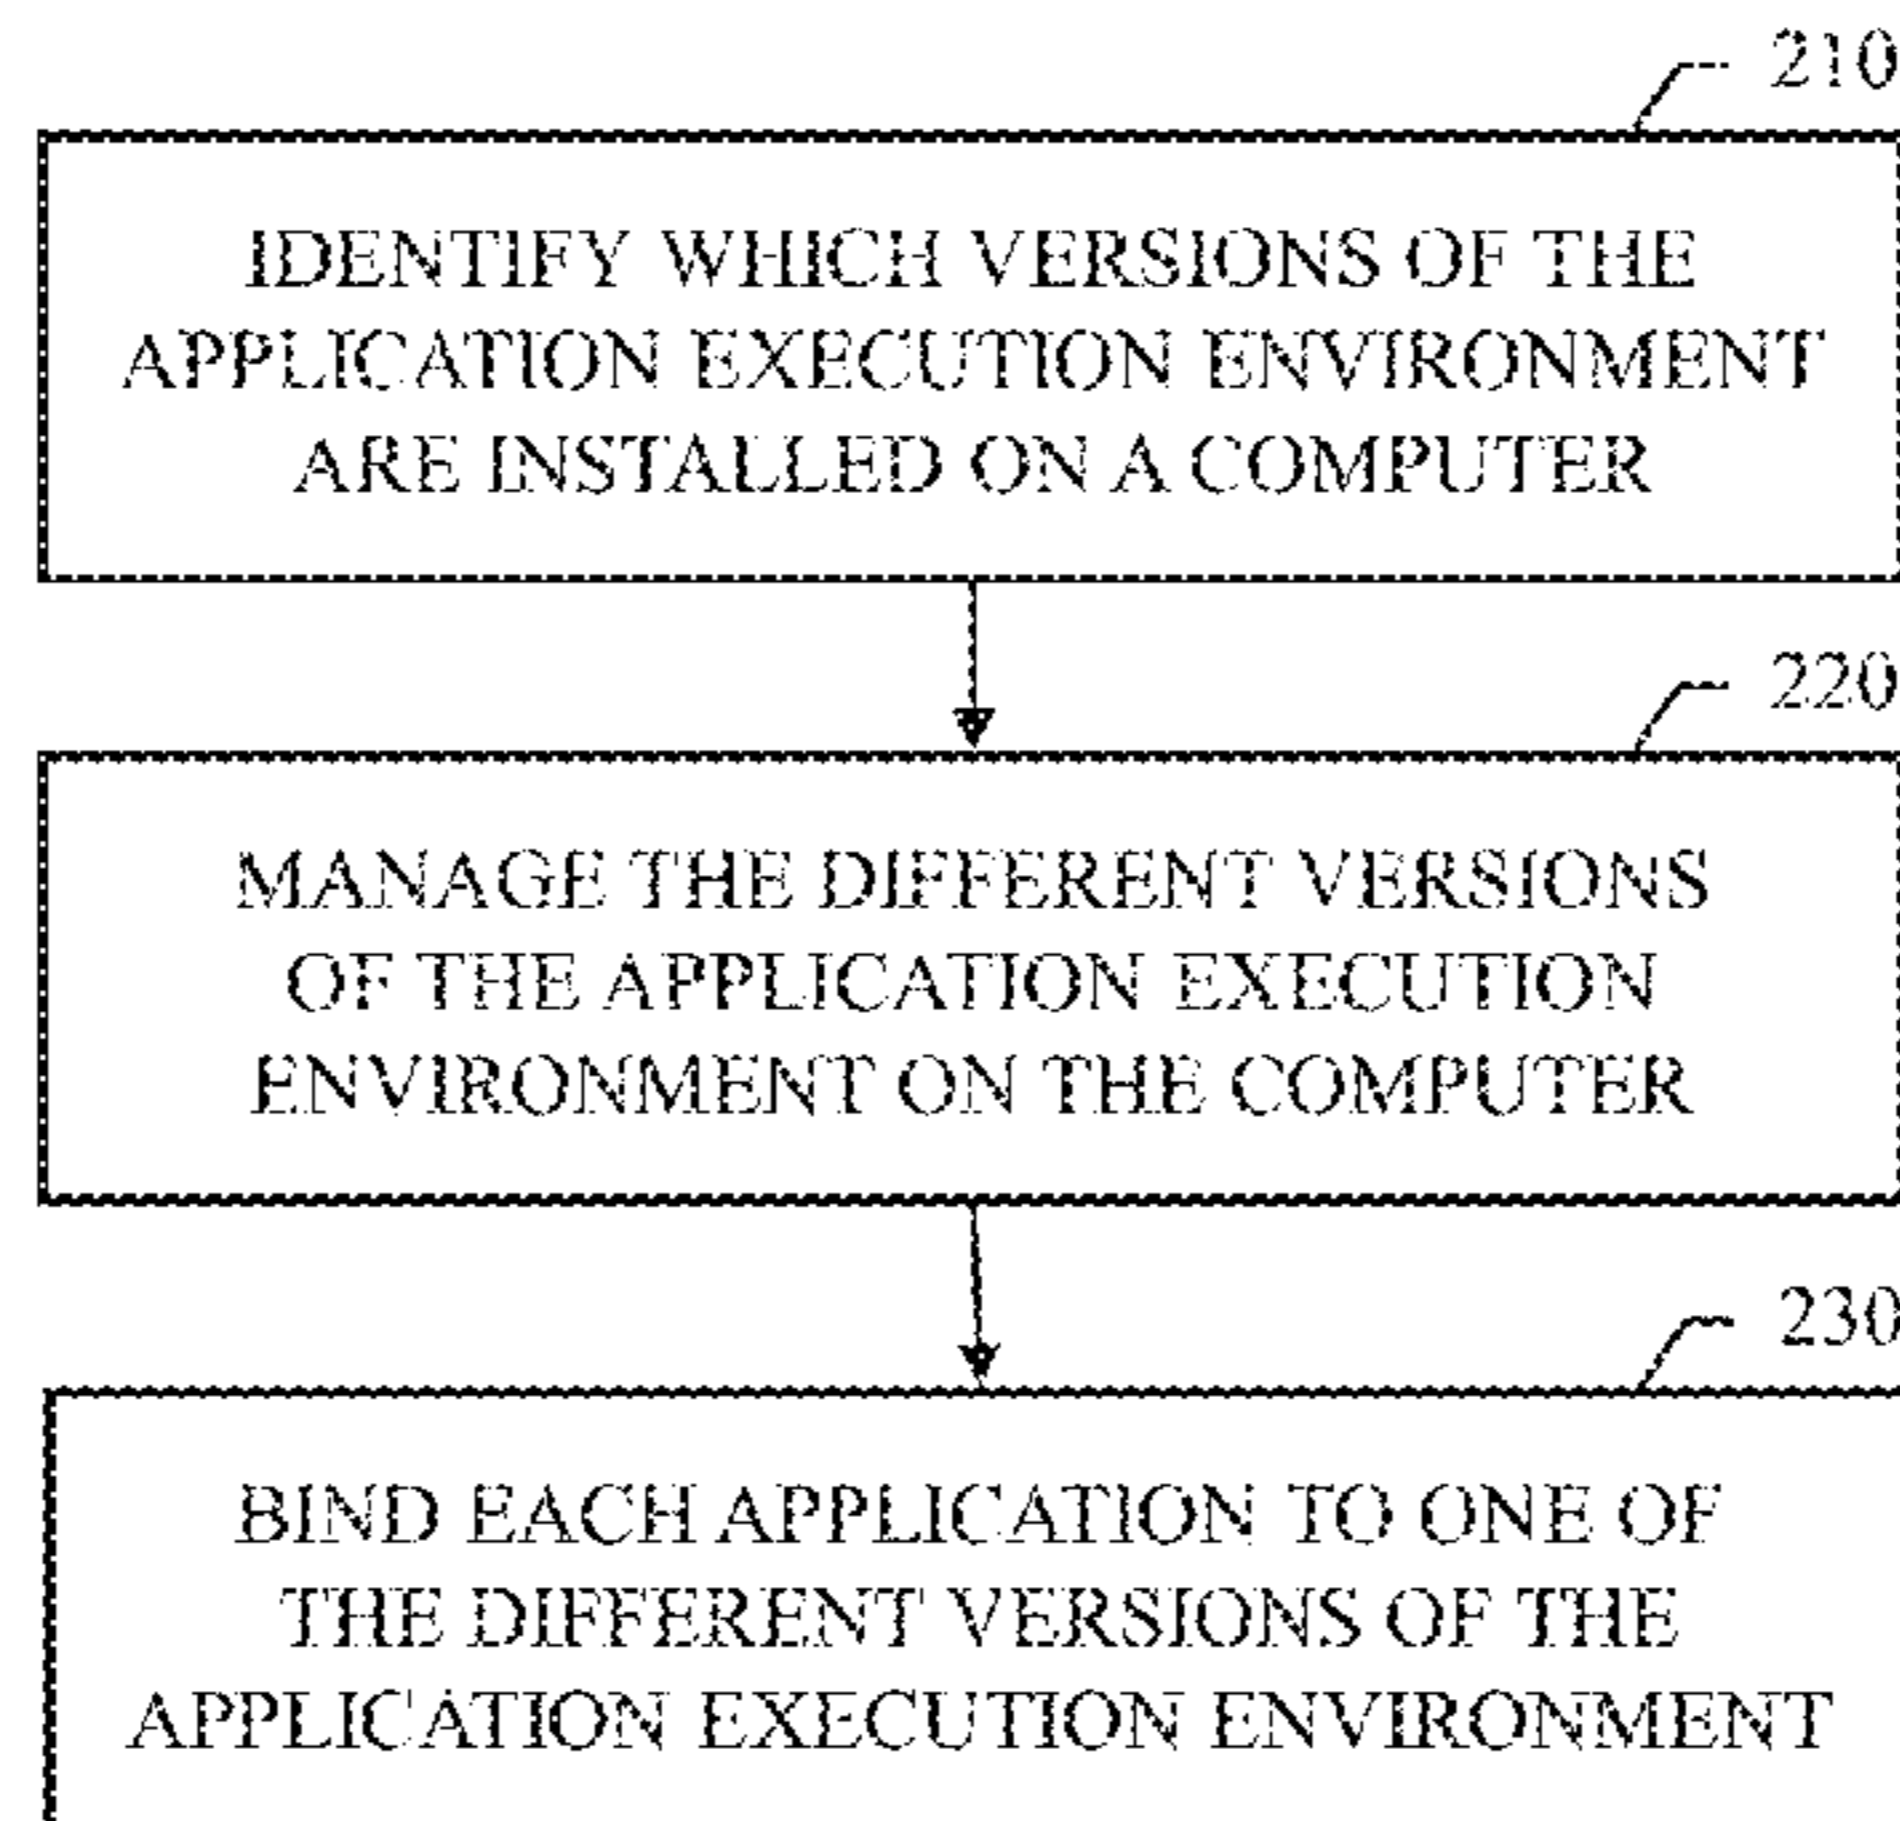 210
IDENTIFY WHICH VERSIONS OF THE
APPLICATION EXECUTION ENVIRONMENT
ARE INSTALLED ON A COMPUTER
220
MANAGE THE DIFFERENT VERSIONS
OF THE APPLICATION EXECUTION
ENVIRONMENT ON THE COMPUTER
230
BIND EACH APPLICATION TO ONE OF
THE DIFFERENT VERSIONS OF THE
APPLICATION EXECUTION ENVIRONMENT